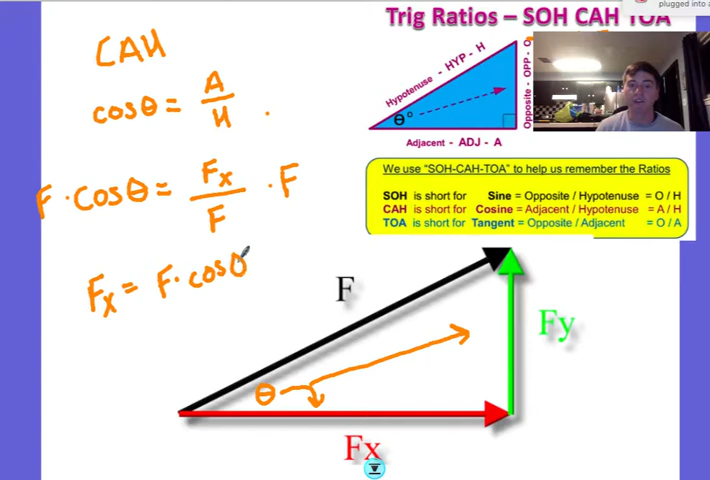 plugged into a
Trig Ratios – SOH CAH TOA
CAH
cosθ = A / H .
F · cosθ = Fx / F · F
Fx = F · cosθ
Hypotenuse - HYP - H
Opposite - OPP - O
θ°
Adjacent - ADJ - A
We use "SOH-CAH-TOA" to help us remember the Ratios
SOH is short for Sine = Opposite / Hypotenuse = O / H
CAH is short for Cosine = Adjacent / Hypotenuse = A / H
TOA is short for Tangent = Opposite / Adjacent = O / A
F
Fy
θ
Fx